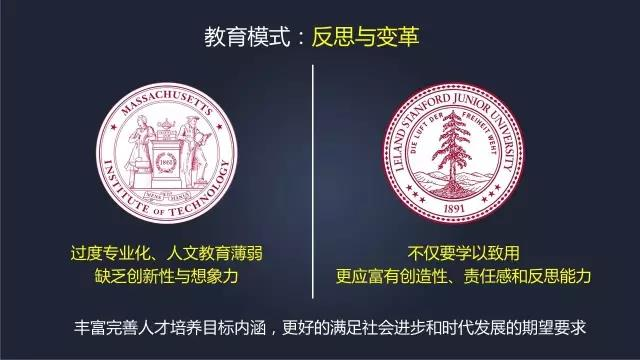 教育模式：反思与变革
MASSACHUSETTS
INSTITUTE OF TECHNOLOGY
1861
MENS ET MANUS
LELAND STANFORD JUNIOR UNIVERSITY
DIE LUFT DER FREIHEIT WEHT
1891
过度专业化、人文教育薄弱
缺乏创新性与想象力
不仅要学以致用
更应富有创造性、责任感和反思能力
丰富完善人才培养目标内涵，更好的满足社会进步和时代发展的期望要求